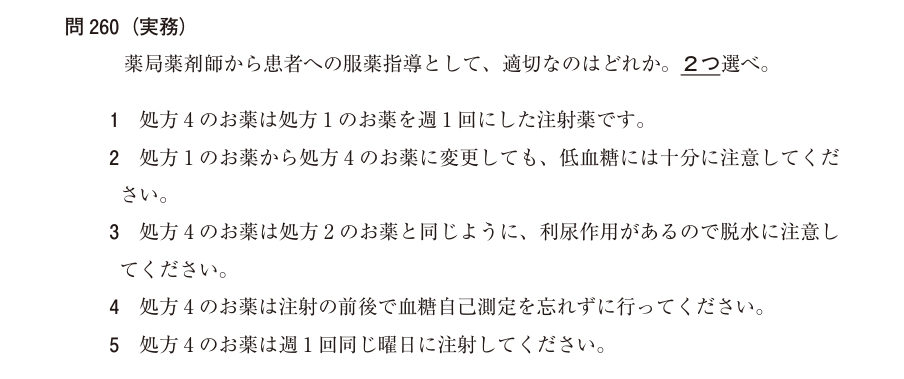 問 260（実務）
薬局薬剤師から患者への服薬指導として、適切なのはどれか。２つ選べ。
1　処方４のお薬は処方１のお薬を週１回にした注射薬です。
2　処方１のお薬から処方４のお薬に変更しても、低血糖には十分に注意してくだ
さい。
3　処方４のお薬は処方２のお薬と同じように、利尿作用があるので脱水に注意し
てください。
4　処方４のお薬は注射の前後で血糖自己測定を忘れずに行ってください。
5　処方４のお薬は週１回同じ曜日に注射してください。